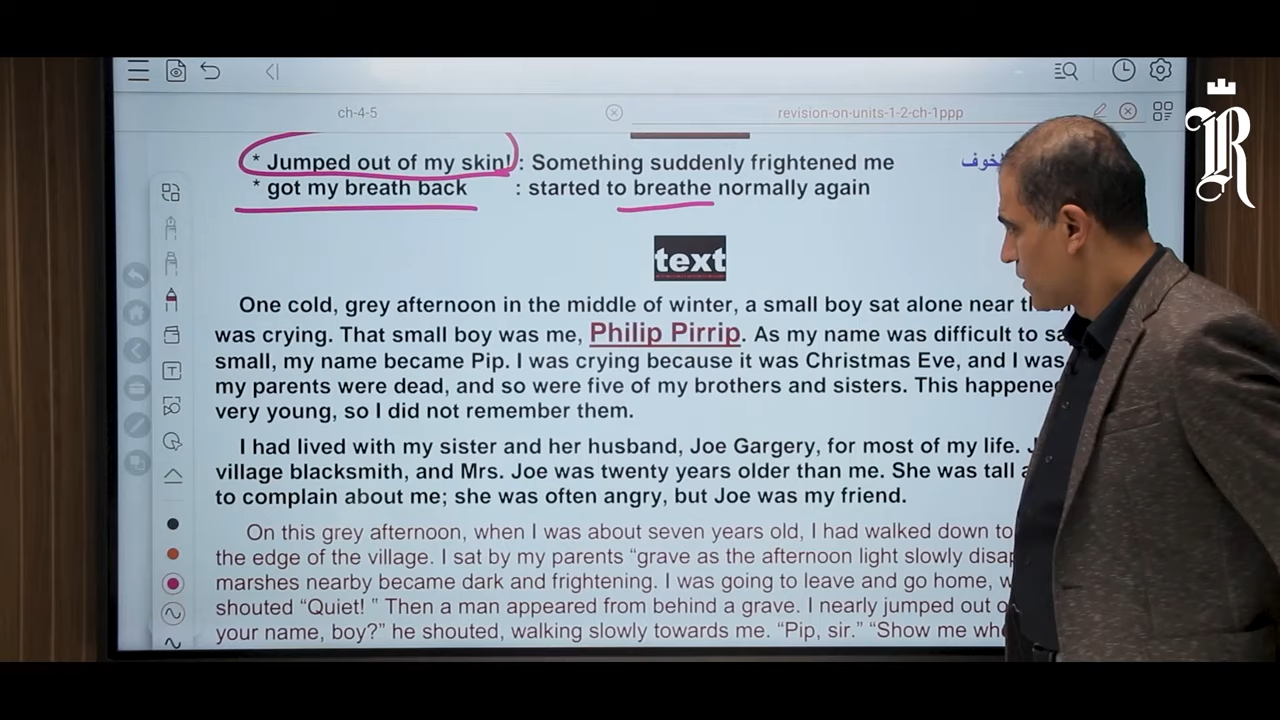 ch-4-5
revision-on-units-1-2-ch-1ppp
* Jumped out of my skin! : Something suddenly frightened me
* got my breath back : started to breathe normally again
text
One cold, grey afternoon in the middle of winter, a small boy sat alone near
was crying. That small boy was me, Philip Pirrip. As my name was difficult to
small, my name became Pip. I was crying because it was Christmas Eve, and I was
my parents were dead, and so were five of my brothers and sisters. This happened
very young, so I did not remember them.
I had lived with my sister and her husband, Joe Gargery, for most of my life.
village blacksmith, and Mrs. Joe was twenty years older than me. She was tall
to complain about me; she was often angry, but Joe was my friend.
On this grey afternoon, when I was about seven years old, I had walked down to
the edge of the village. I sat by my parents “grave as the afternoon light slowly
marshes nearby became dark and frightening. I was going to leave and go home,
shouted “Quiet! ” Then a man appeared from behind a grave. I nearly jumped out
your name, boy?” he shouted, walking slowly towards me. “Pip, sir.” “Show me
R